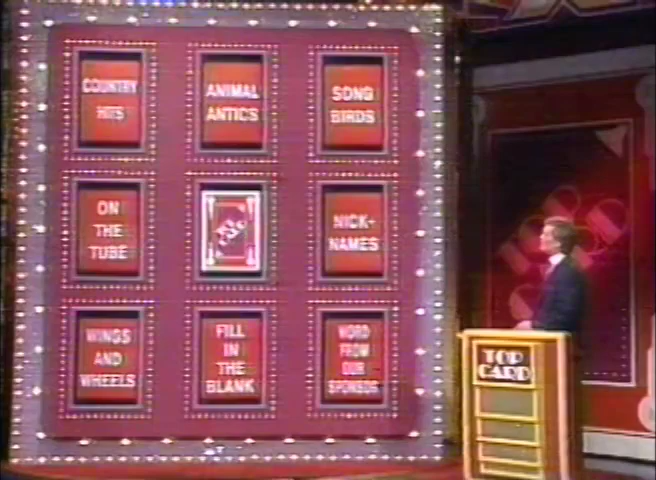 COUNTRY
HITS
ANIMAL
ANTICS
SONG
BIRDS
ON
THE
TUBE
NICK-
NAMES
WINGS
AND
WHEELS
FILL
IN
THE
BLANK
WORD
FROM
OUR
SPONSORS
TOP
CARD